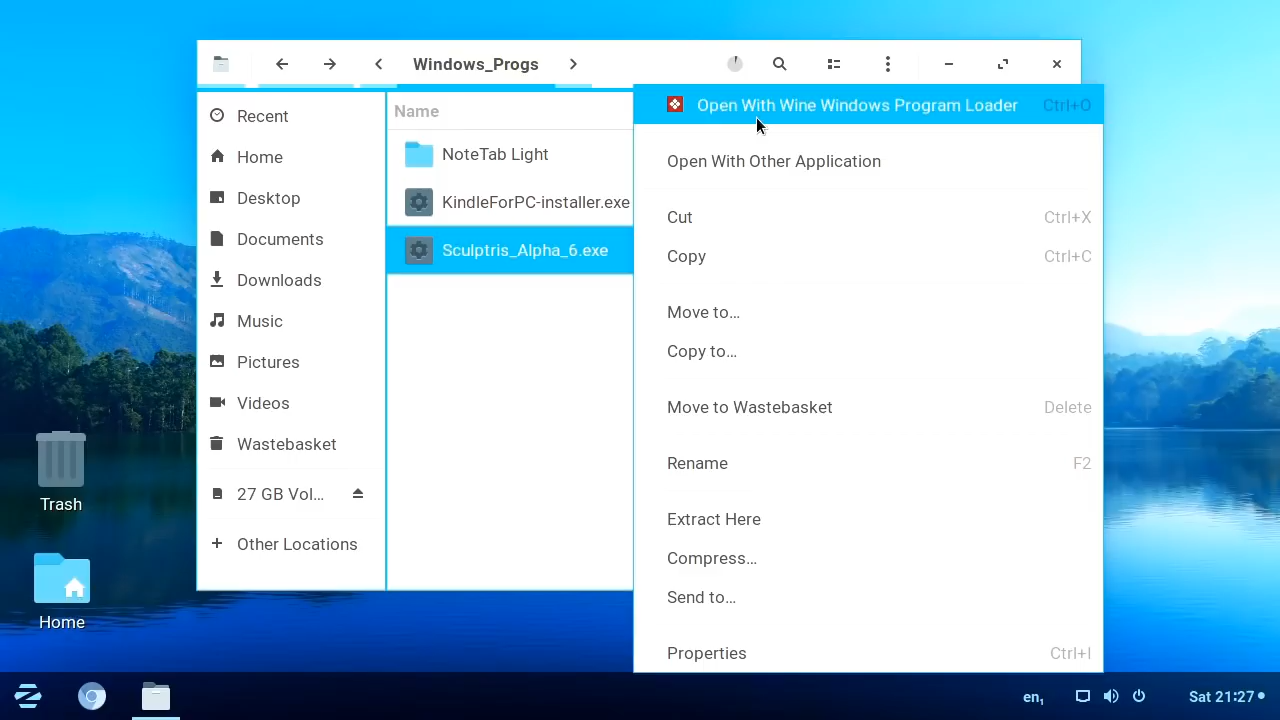 Windows_Progs
Recent
Home
Desktop
Documents
Downloads
Music
Pictures
Videos
Wastebasket
27 GB Vol...
Other Locations
Name
NoteTab Light
KindleForPC-installer.exe
Sculptris_Alpha_6.exe
Open With Wine Windows Program Loader Ctrl+O
Open With Other Application
Cut Ctrl+X
Copy Ctrl+C
Move to...
Copy to...
Move to Wastebasket Delete
Rename F2
Extract Here
Compress...
Send to...
Properties Ctrl+I
Trash
Home
en₁
Sat 21:27